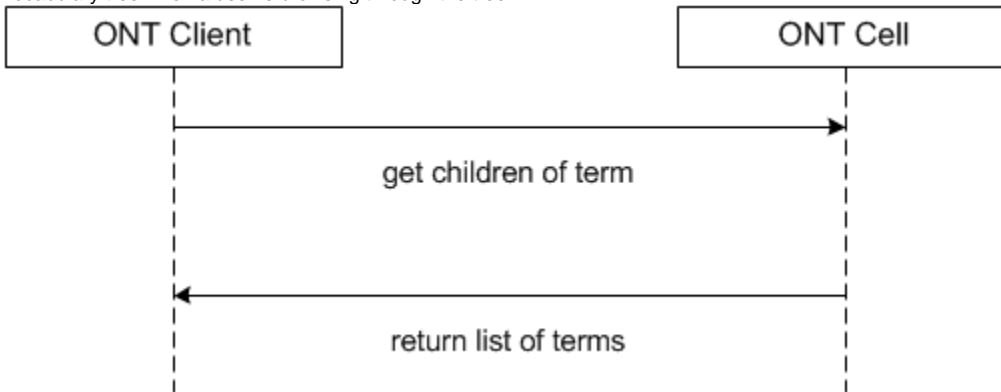 ONT Client
ONT Cell
get children of term
return list of terms